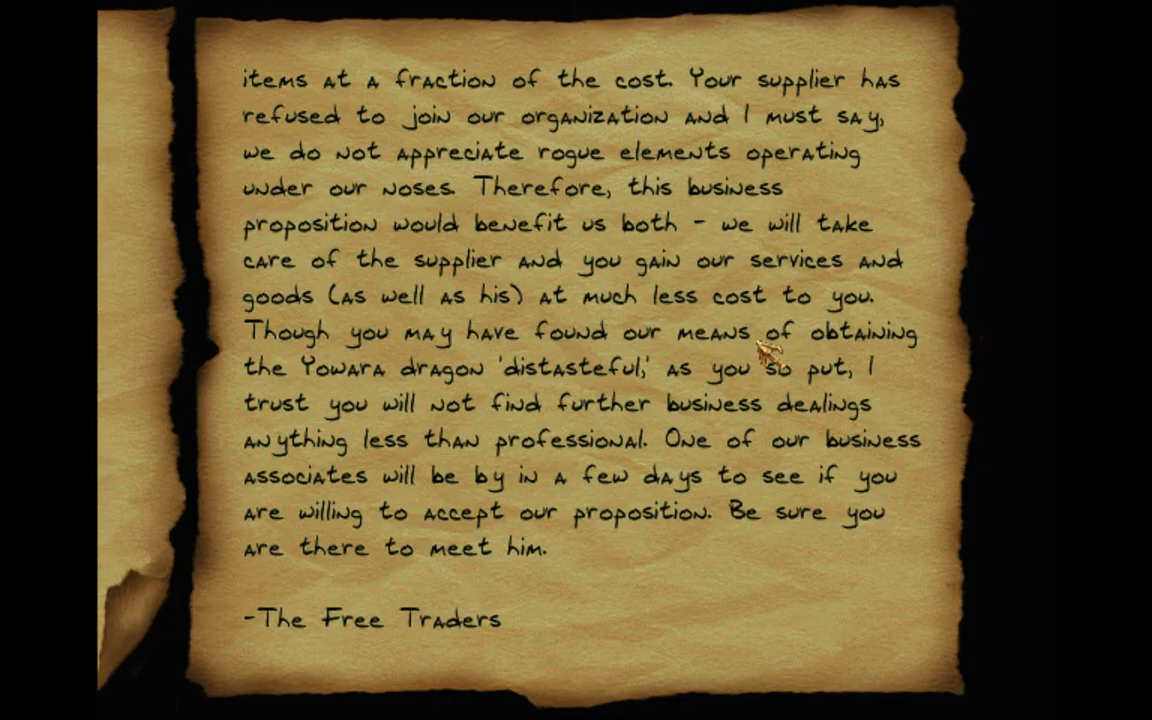 items at a fraction of the cost. Your supplier has
refused to join our organization and I must say,
we do not appreciate rogue elements operating
under our noses. Therefore, this business
proposition would benefit us both - we will take
care of the supplier and you gain our services and
goods (as well as his) at much less cost to you.
Though you may have found our means of obtaining
the Yowara dragon 'distasteful,' as you so put, I
trust you will not find further business dealings
anything less than professional. One of our business
associates will be by in a few days to see if you
are willing to accept our proposition. Be sure you
are there to meet him.
-The Free Traders